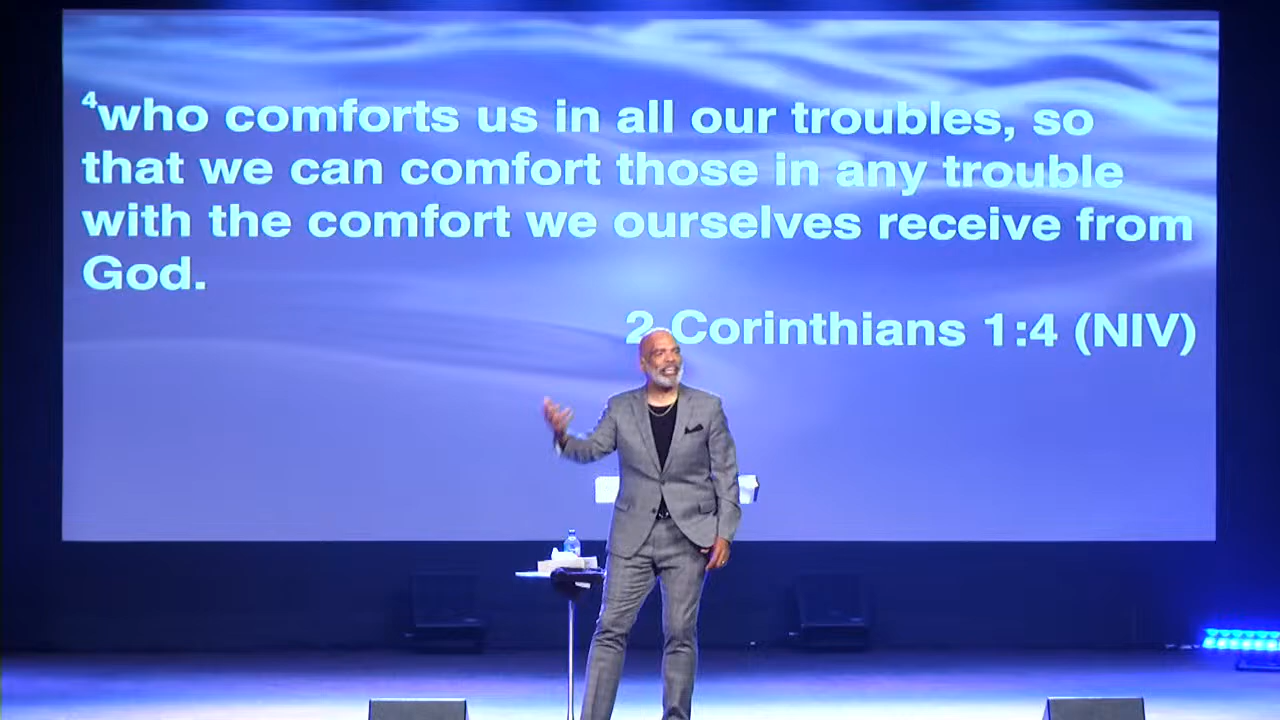 4who comforts us in all our troubles, so
that we can comfort those in any trouble
with the comfort we ourselves receive from
God.
2 Corinthians 1:4 (NIV)